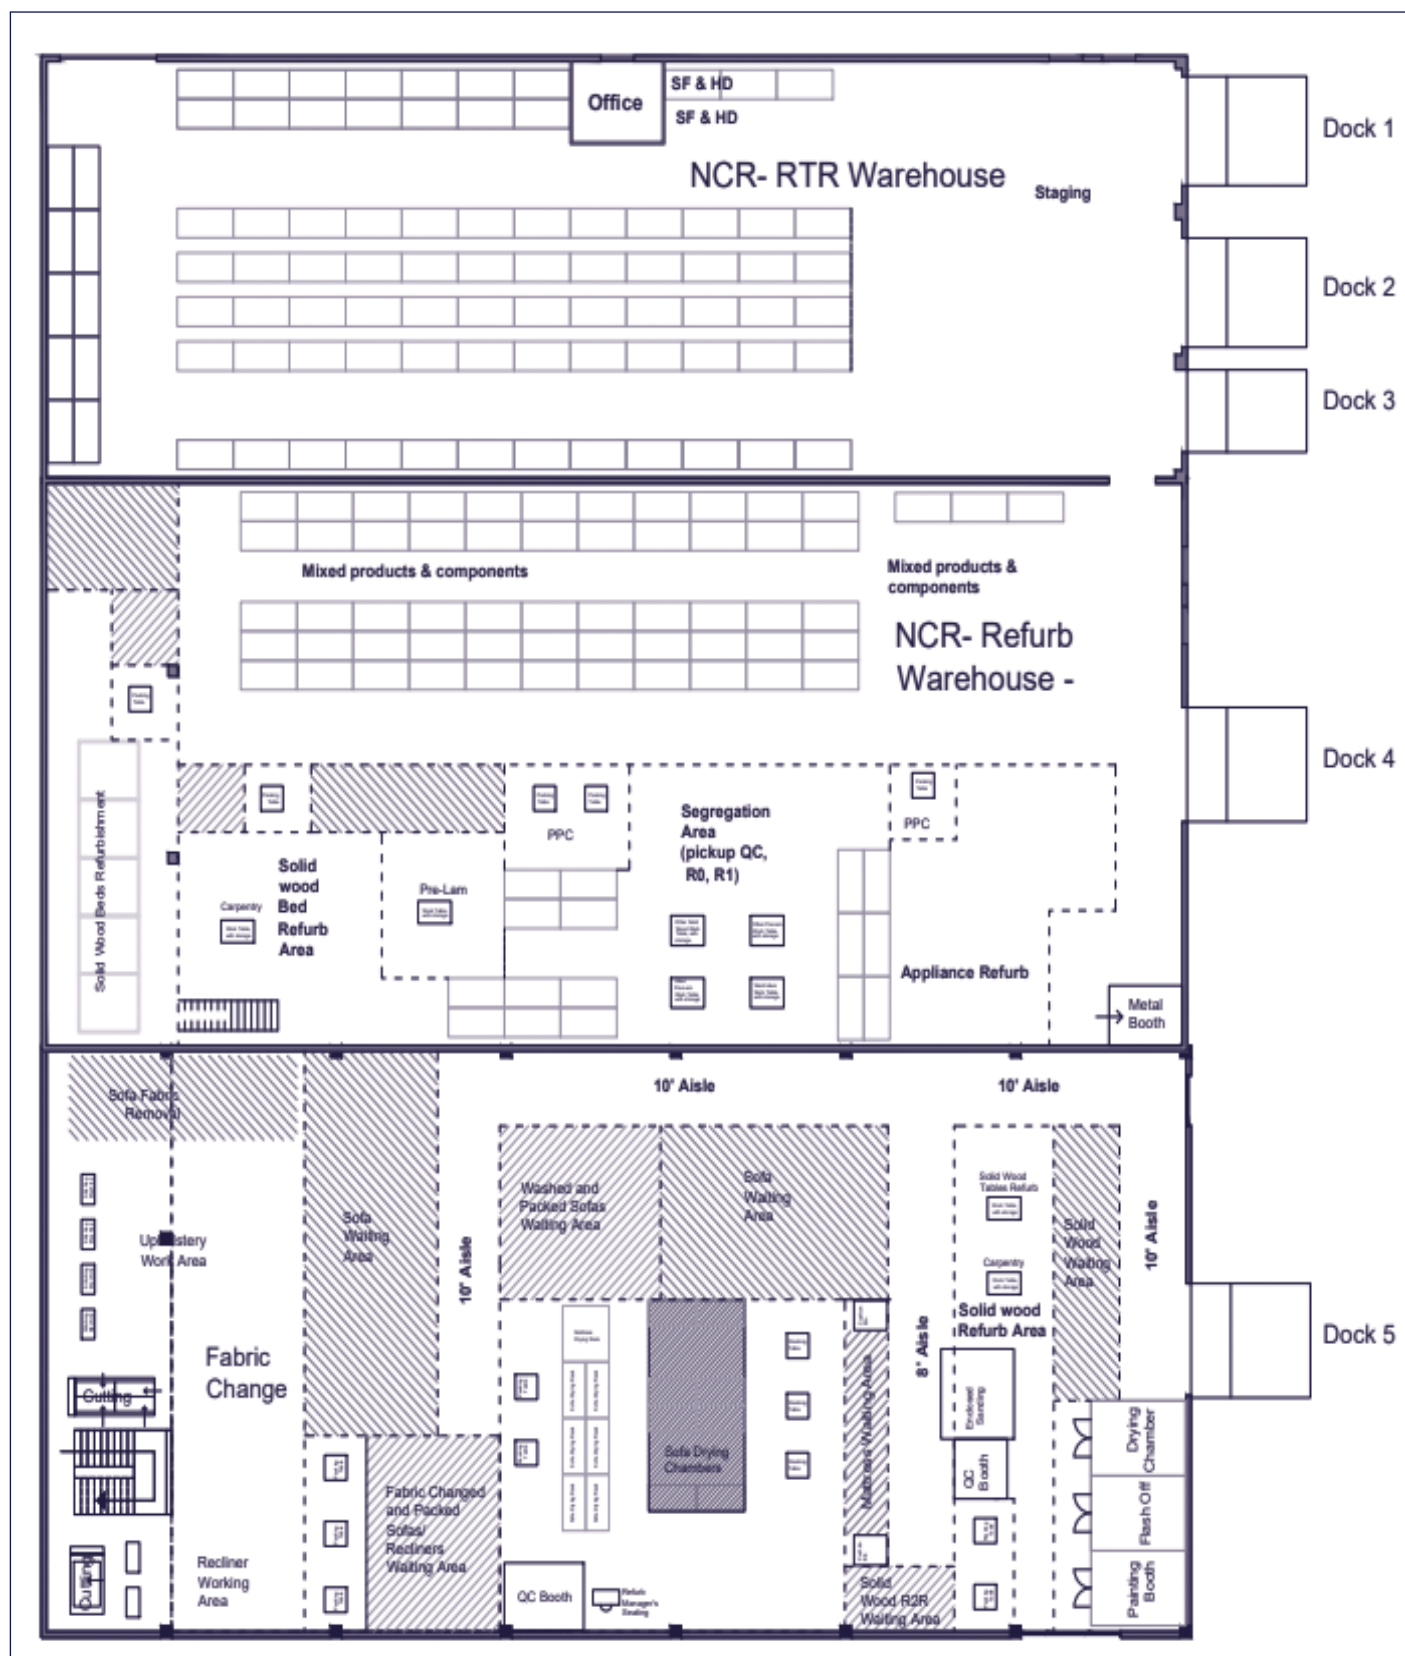 SF & HD
Office
SF & HD
Dock 1
NCR- RTR Warehouse
Staging
Dock 2
Dock 3
Mixed products & components
Mixed products &
components
NCR- Refurb
Warehouse -
Dock 4
Solid Wood Beds Refurbishment
PPC
Segregation
Area
(pickup QC,
R0, R1)
PPC
Solid
wood
Bed
Refurb
Area
Carpentry
Pre-Lam
Appliance Refurb
Metal
Booth
10' Aisle
10' Aisle
Sofa Fabric
Removal
Washed and
Packed Sofas
Waiting Area
Sofa
Waiting
Area
Solid Wood
Tables Refurb
Sofa
Waiting
Area
Solid
Wood
Waiting
Area
10' Aisle
Upholstery
Work Area
10' Aisle
Carpentry
Solid wood
Refurb Area
8' Aisle
Dock 5
Fabric
Change
Cutting
Mattress Waiting Area
Enclosed
Sanding
Drying
Chamber
Sofa Drying
Chambers
QC
Booth
Fabric Changed
and Packed
Sofas/
Recliners
Waiting Area
Flash Off
Recliner
Working
Area
Cutting
QC Booth
Refurb
Manager's
Seating
Solid
Wood R2R
Waiting Area
Painting
Booth